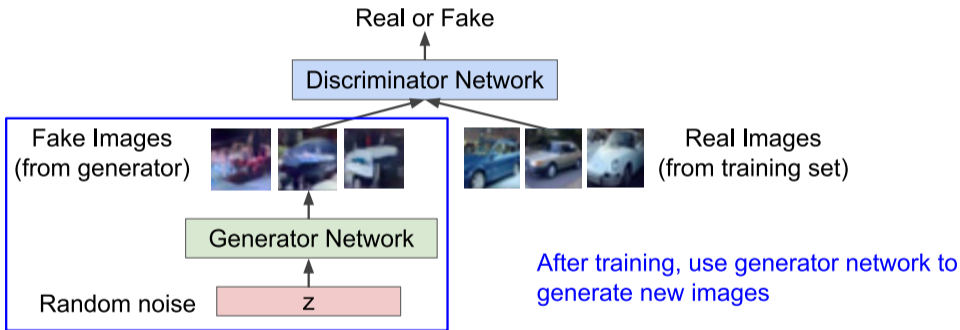 Real or Fake
Discriminator Network
Fake Images
(from generator)
Real Images
(from training set)
Generator Network
After training, use generator network to
generate new images
Random noise
z